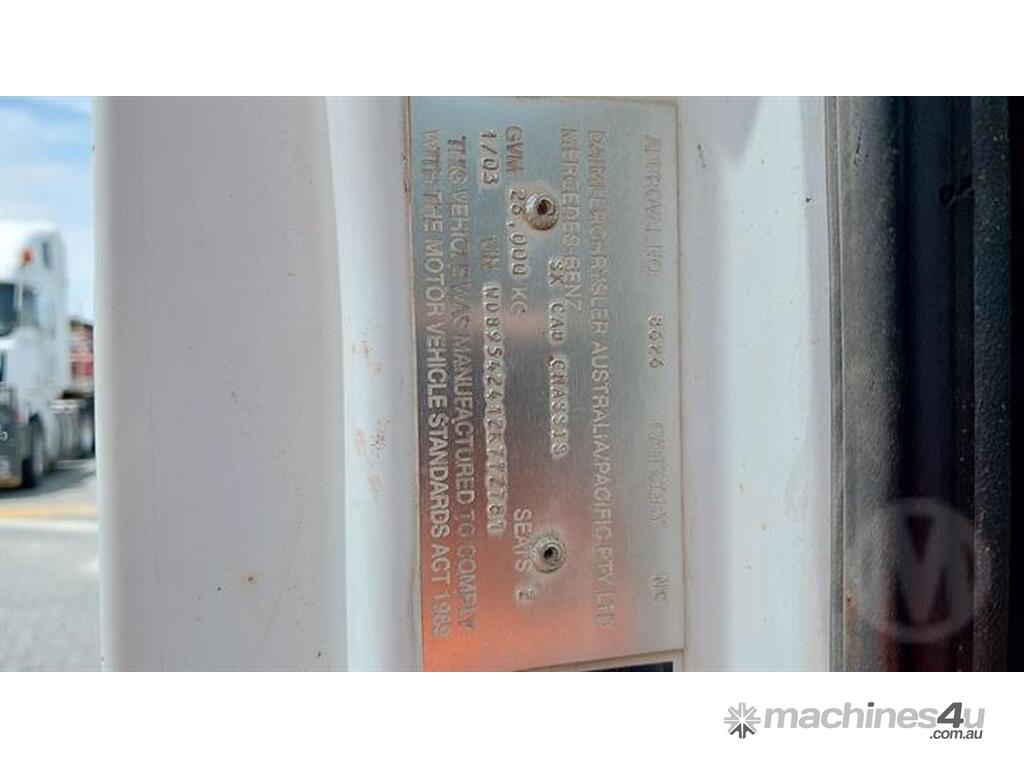 APPROVAL NO. 8626 CATEGORY NC
DAIMLERCHRYSLER AUSTRALIA/PACIFIC PTY LTD
MERCEDES-BENZ SK CAB CHASSIS
GVM 26,000 KG SEATS 2
1/03 VIN
THIS VEHICLE WAS MANUFACTURED TO COMPLY
WITH THE MOTOR VEHICLE STANDARDS ACT 1989
M
machines4u
.com.au